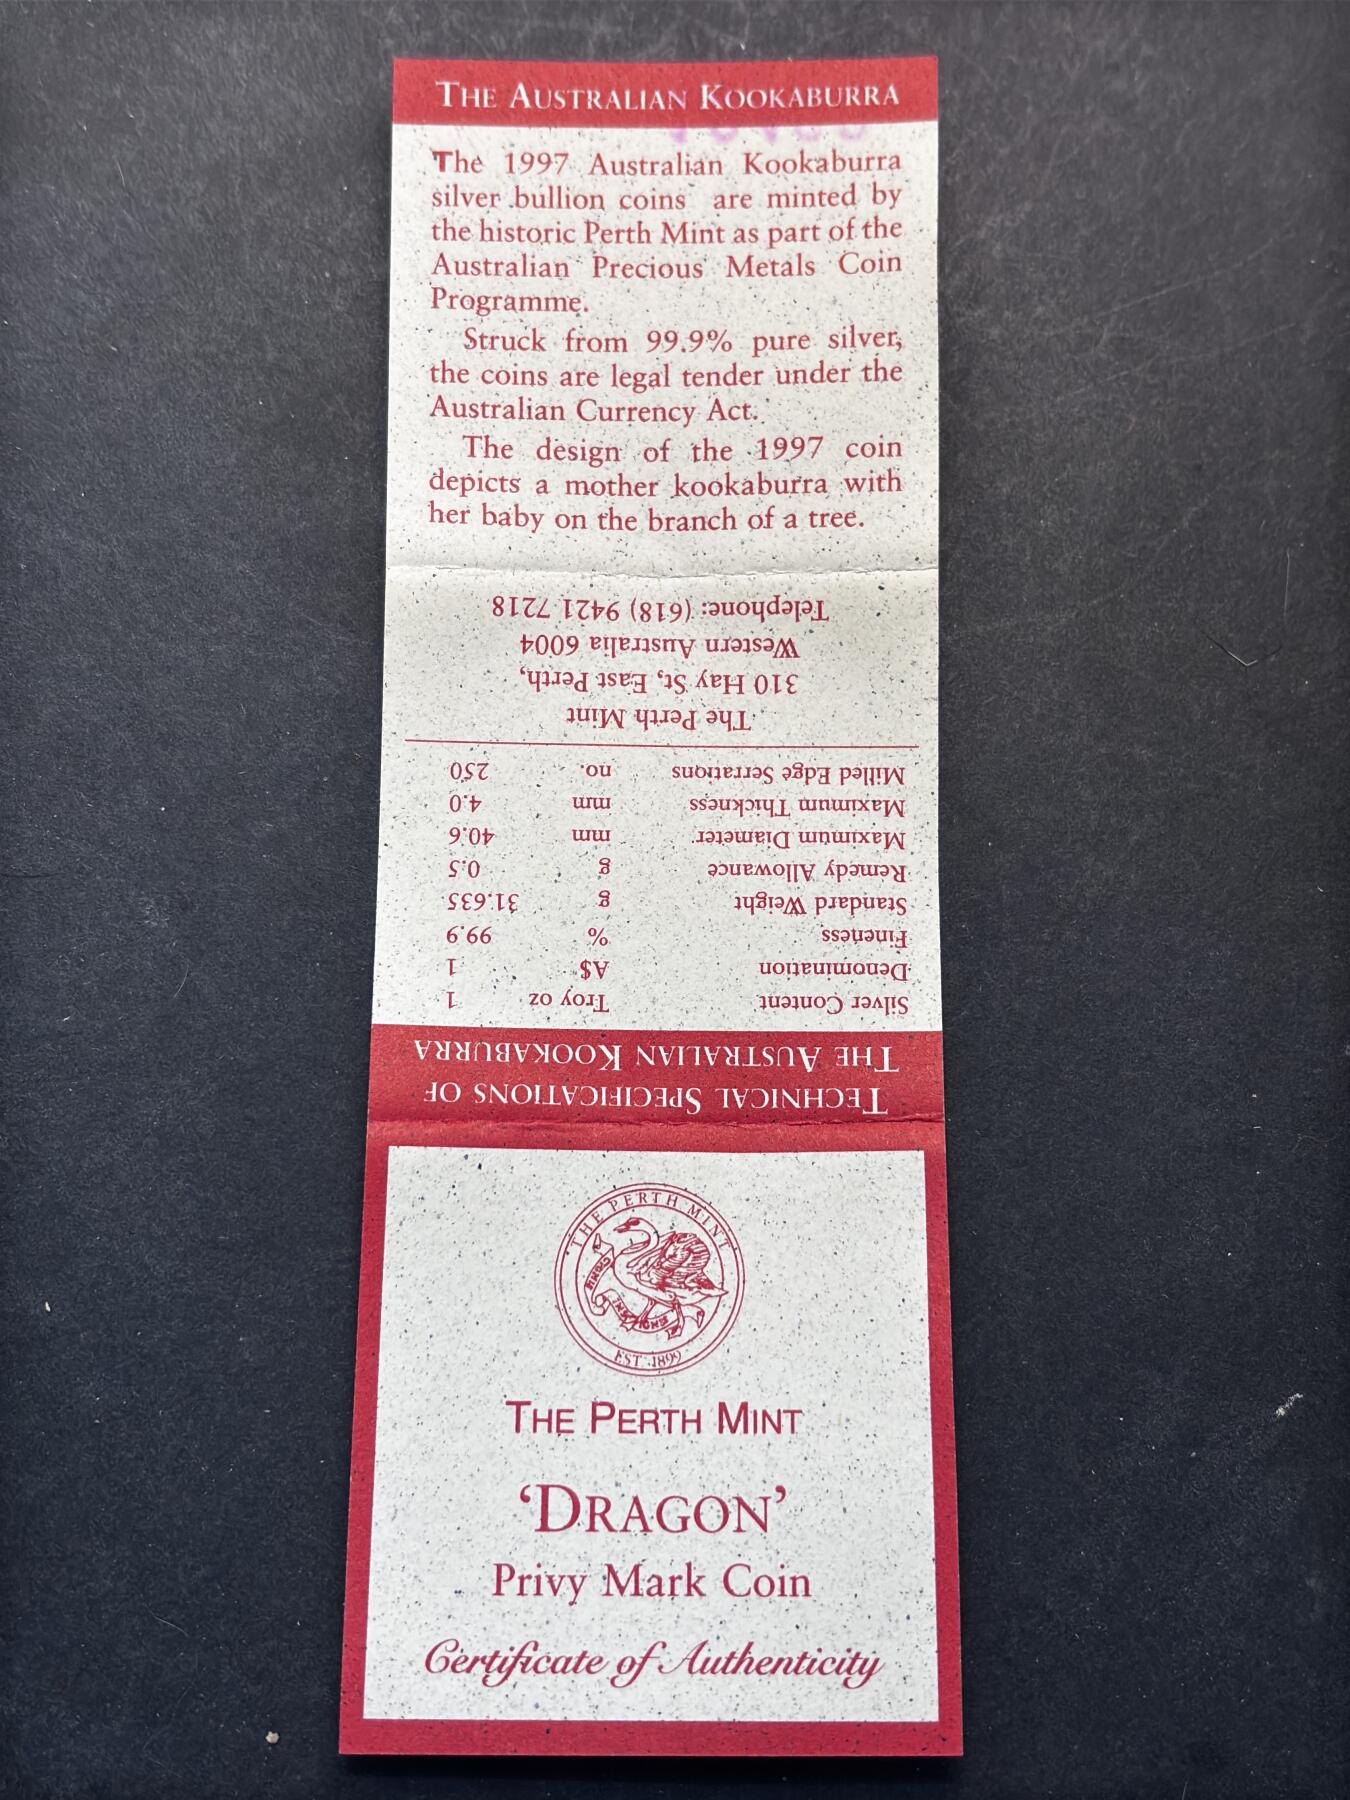 THE AUSTRALIAN KOOKABURRA
The 1997 Australian Kookaburra
silver bullion coins are minted by
the historic Perth Mint as part of the
Australian Precious Metals Coin
Programme.
Struck from 99.9% pure silver,
the coins are legal tender under the
Australian Currency Act.
The design of the 1997 coin
depicts a mother kookaburra with
her baby on the branch of a tree.
TECHNICAL SPECIFICATIONS OF
THE AUSTRALIAN KOOKABURRA
Silver Content Troy oz 1
Denomination A$ 1
Fineness % 99.9
Standard Weight g 31.635
Remedy Allowance g 0.5
Maximum Diameter mm 40.6
Maximum Thickness mm 4.0
Milled Edge Serrations no. 250
The Perth Mint
310 Hay St, East Perth,
Western Australia 6004
Telephone: (618) 9421 7218
THE PERTH MINT
EST. 1899
THE PERTH MINT
'DRAGON'
Privy Mark Coin
Certificate of Authenticity